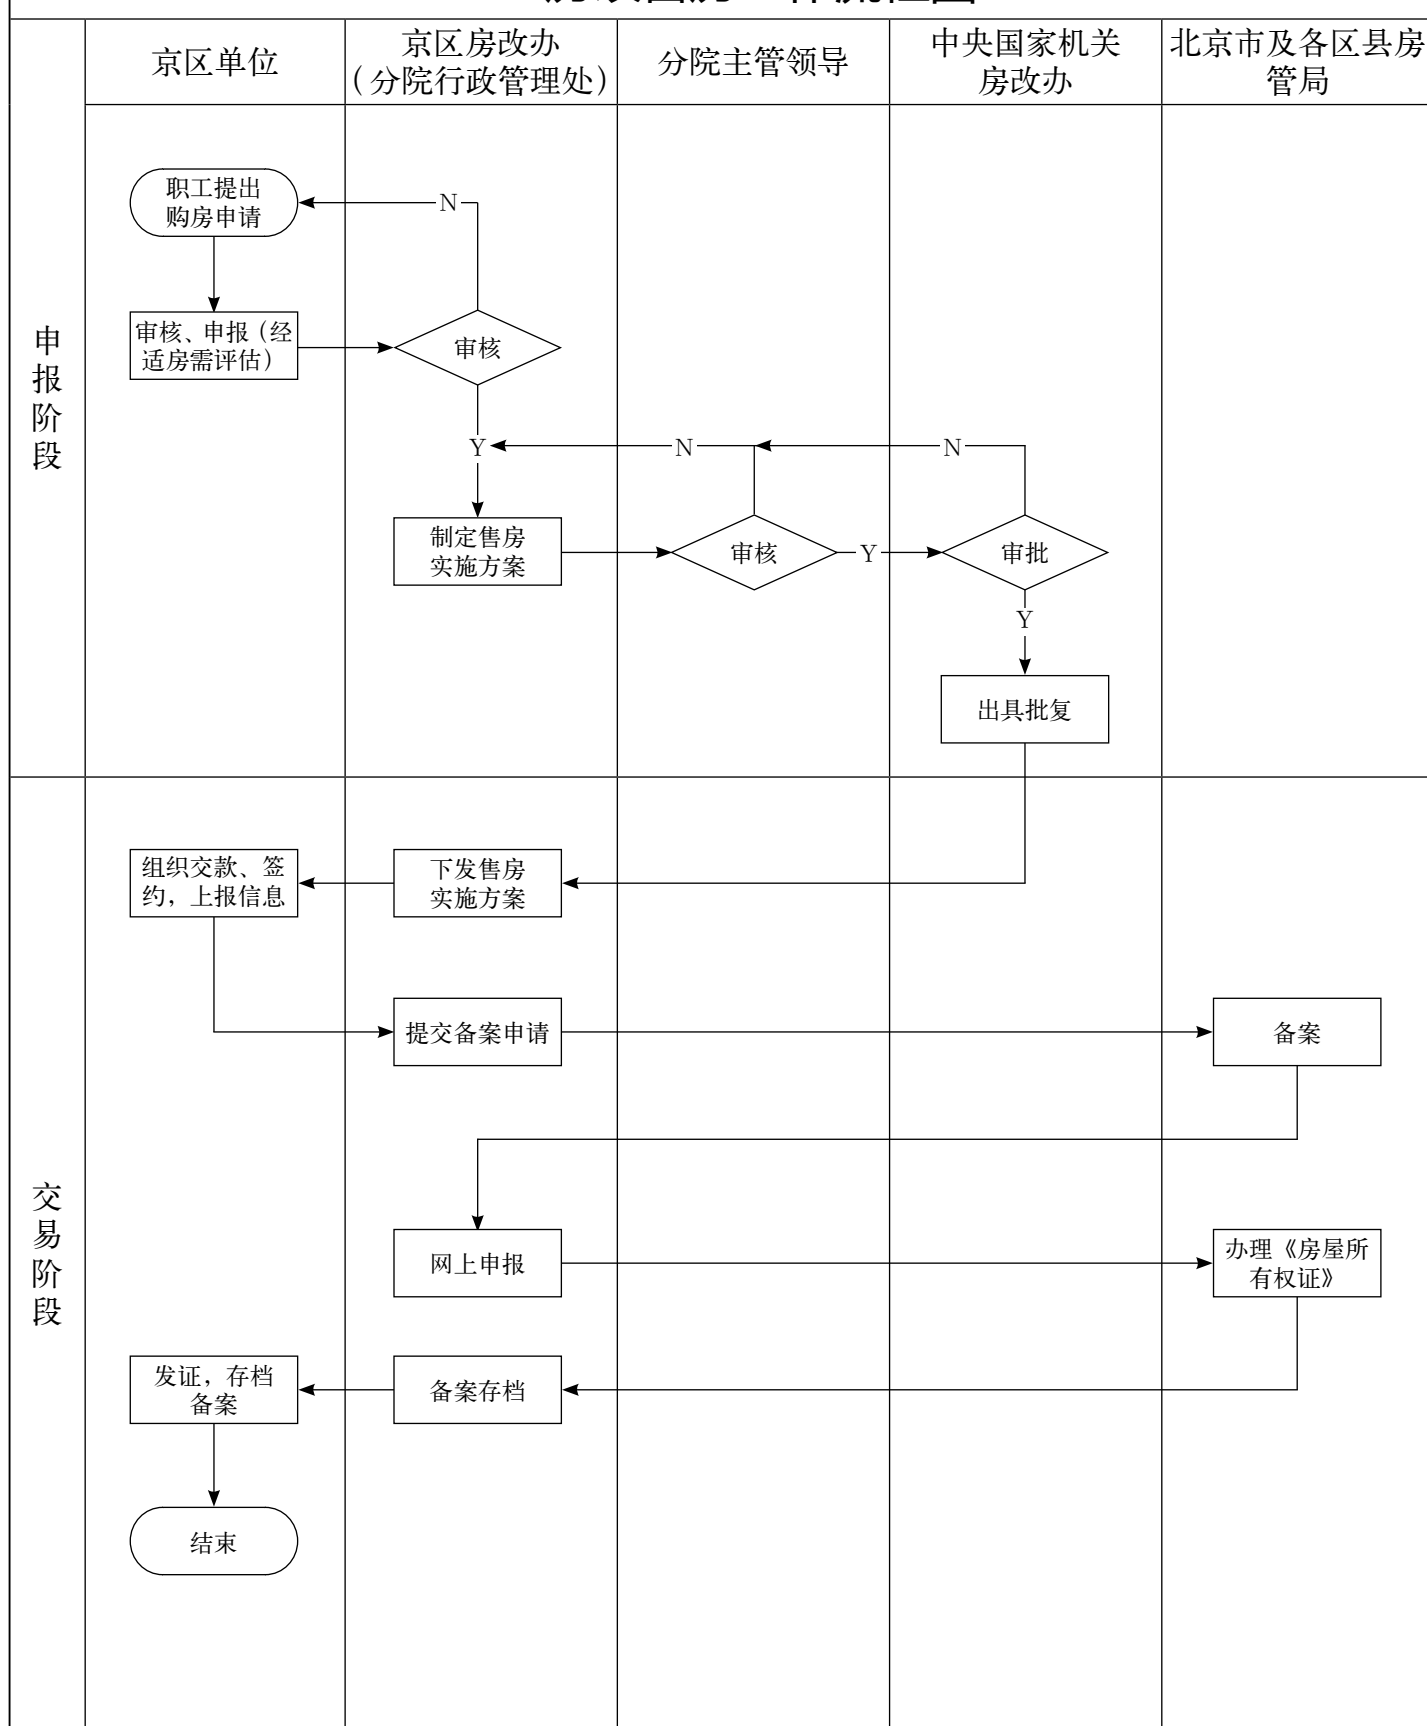 京区单位
京区房改办
（分院行政管理处）
分院主管领导
中央国家机关
房改办
北京市及各区县房
管局
申报阶段
职工提出
购房申请
N
审核、申报（经
适房需评估）
审核
Y
N
N
制定售房
实施方案
审核
Y
审批
Y
出具批复
交易阶段
组织交款、签
约，上报信息
下发售房
实施方案
提交备案申请
备案
网上申报
办理《房屋所
有权证》
发证，存档
备案
备案存档
结束